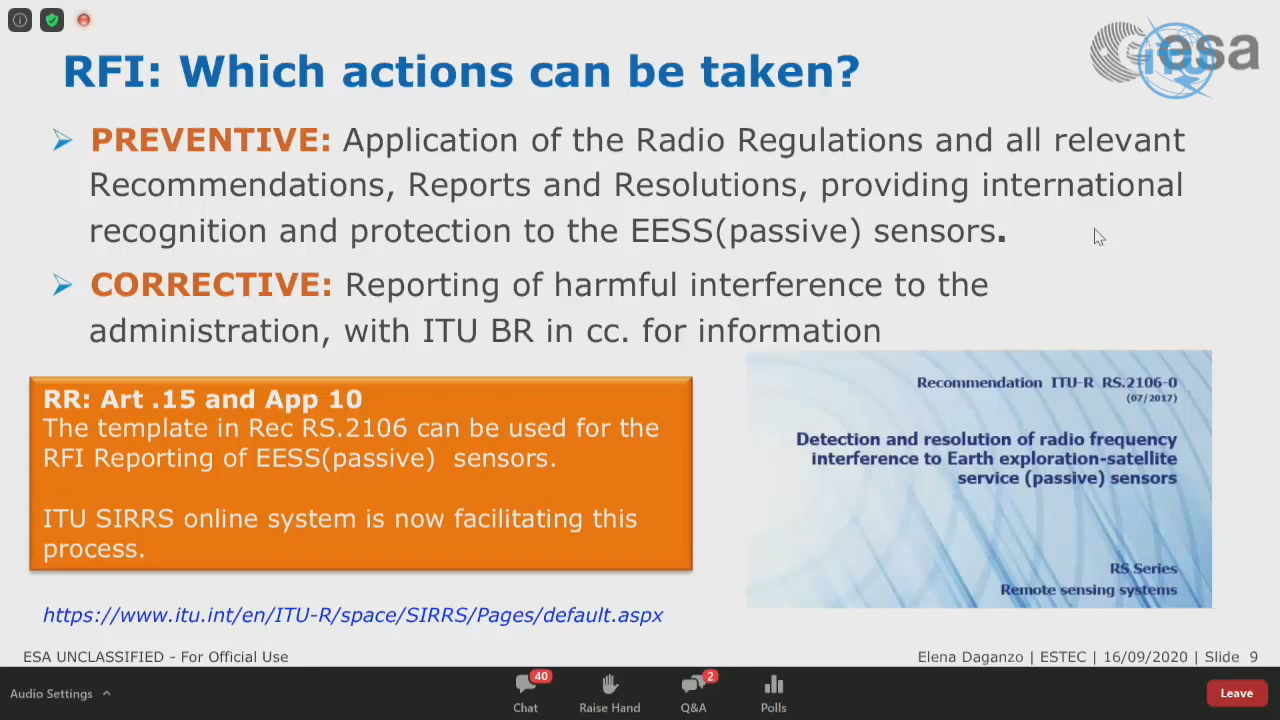 RFI: Which actions can be taken?
esa
itu
PREVENTIVE: Application of the Radio Regulations and all relevant
Recommendations, Reports and Resolutions, providing international
recognition and protection to the EESS(passive) sensors.
CORRECTIVE: Reporting of harmful interference to the
administration, with ITU BR in cc. for information
RR: Art .15 and App 10
The template in Rec RS.2106 can be used for the
RFI Reporting of EESS(passive) sensors.
ITU SIRRS online system is now facilitating this
process.
Recommendation ITU-R RS.2106-0
(07/2017)
Detection and resolution of radio frequency
interference to Earth exploration-satellite
service (passive) sensors
RS Series
Remote sensing systems
https://www.itu.int/en/ITU-R/space/SIRRS/Pages/default.aspx
ESA UNCLASSIFIED - For Official Use
Elena Daganzo | ESTEC | 16/09/2020 | Slide 9
Audio Settings
40
Chat
Raise Hand
2
Q&A
Polls
Leave